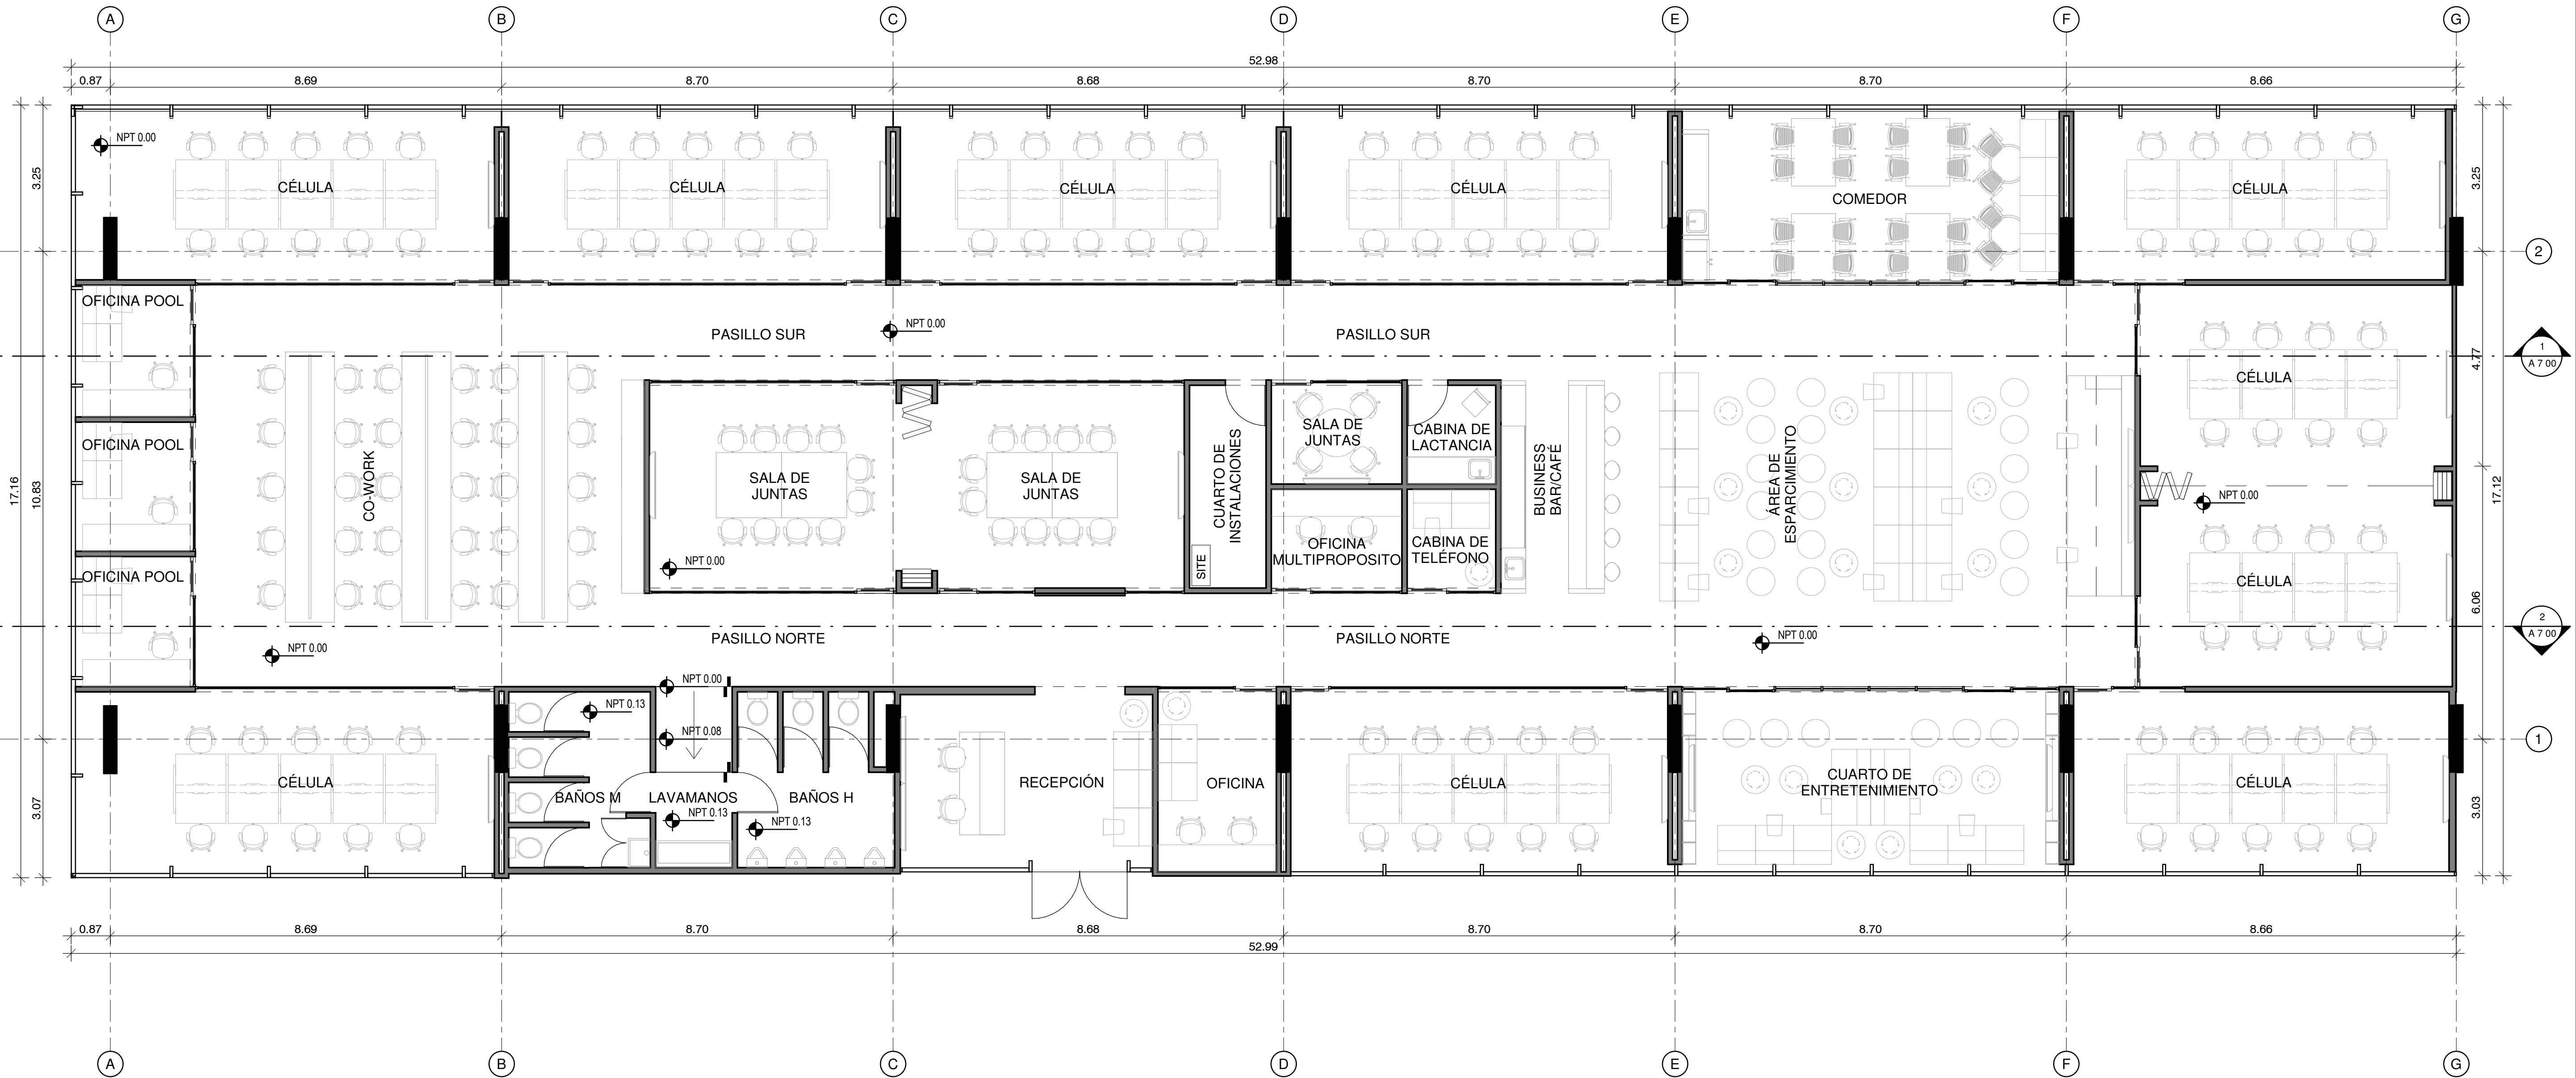 A B C D E F G
52.98
0.87 8.69 8.70 8.68 8.70 8.70 8.66
NPT 0.00
3.25
3.25
CÉLULA
CÉLULA
CÉLULA
CÉLULA
COMEDOR
CÉLULA
2
OFICINA POOL
PASILLO SUR
NPT 0.00
PASILLO SUR
1
A 7 00
4.77
CÉLULA
OFICINA POOL
CO-WORK
SALA DE
JUNTAS
SALA DE
JUNTAS
CUARTO DE
INSTALACIONES
SALA DE
JUNTAS
CABINA DE
LACTANCIA
BUSINESS
BAR/CAFÉ
ÁREA DE
ESPARCIMIENTO
17.16
10.83
17.12
NPT 0.00
OFICINA POOL
NPT 0.00
SITE
OFICINA
MULTIPROPOSITO
CABINA DE
TELÉFONO
CÉLULA
6.06
NPT 0.00
PASILLO NORTE
PASILLO NORTE
NPT 0.00
2
A 7 00
NPT 0.00
NPT 0.13
NPT 0.08
1
3.07
CÉLULA
BAÑOS M
LAVAMANOS
BAÑOS H
NPT 0.13
NPT 0.13
RECEPCIÓN
OFICINA
CÉLULA
CUARTO DE
ENTRETENIMIENTO
CÉLULA
3.03
0.87 8.69 8.70 8.68 8.70 8.70 8.66
52.99
A B C D E F G